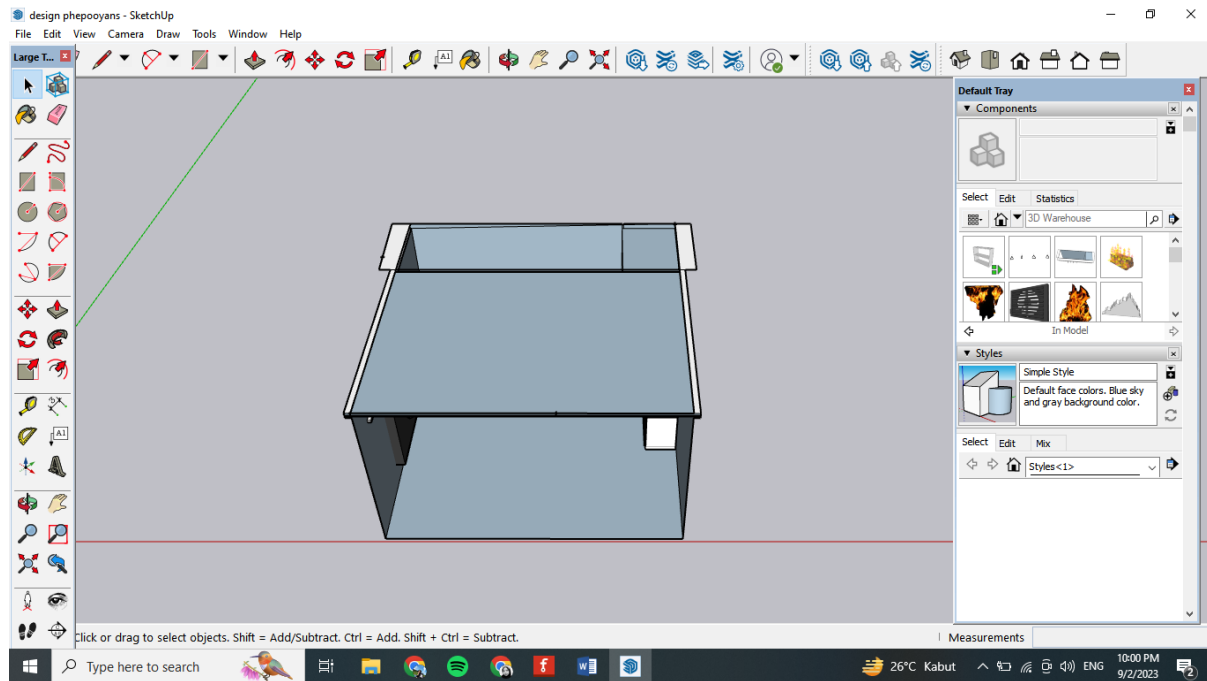 design phepooyans - SketchUp
File Edit View Camera Draw Tools Window Help
Large T...
A1
Default Tray
Components
Select Edit Statistics
3D Warehouse
In Model
Styles
Simple Style
Default face colors. Blue sky
and gray background color.
Select Edit Mix
Styles<1>
A1
Click or drag to select objects. Shift = Add/Subtract. Ctrl = Add. Shift + Ctrl = Subtract.
Measurements
Type here to search
26°C Kabut
ENG
10:00 PM
9/2/2023
2